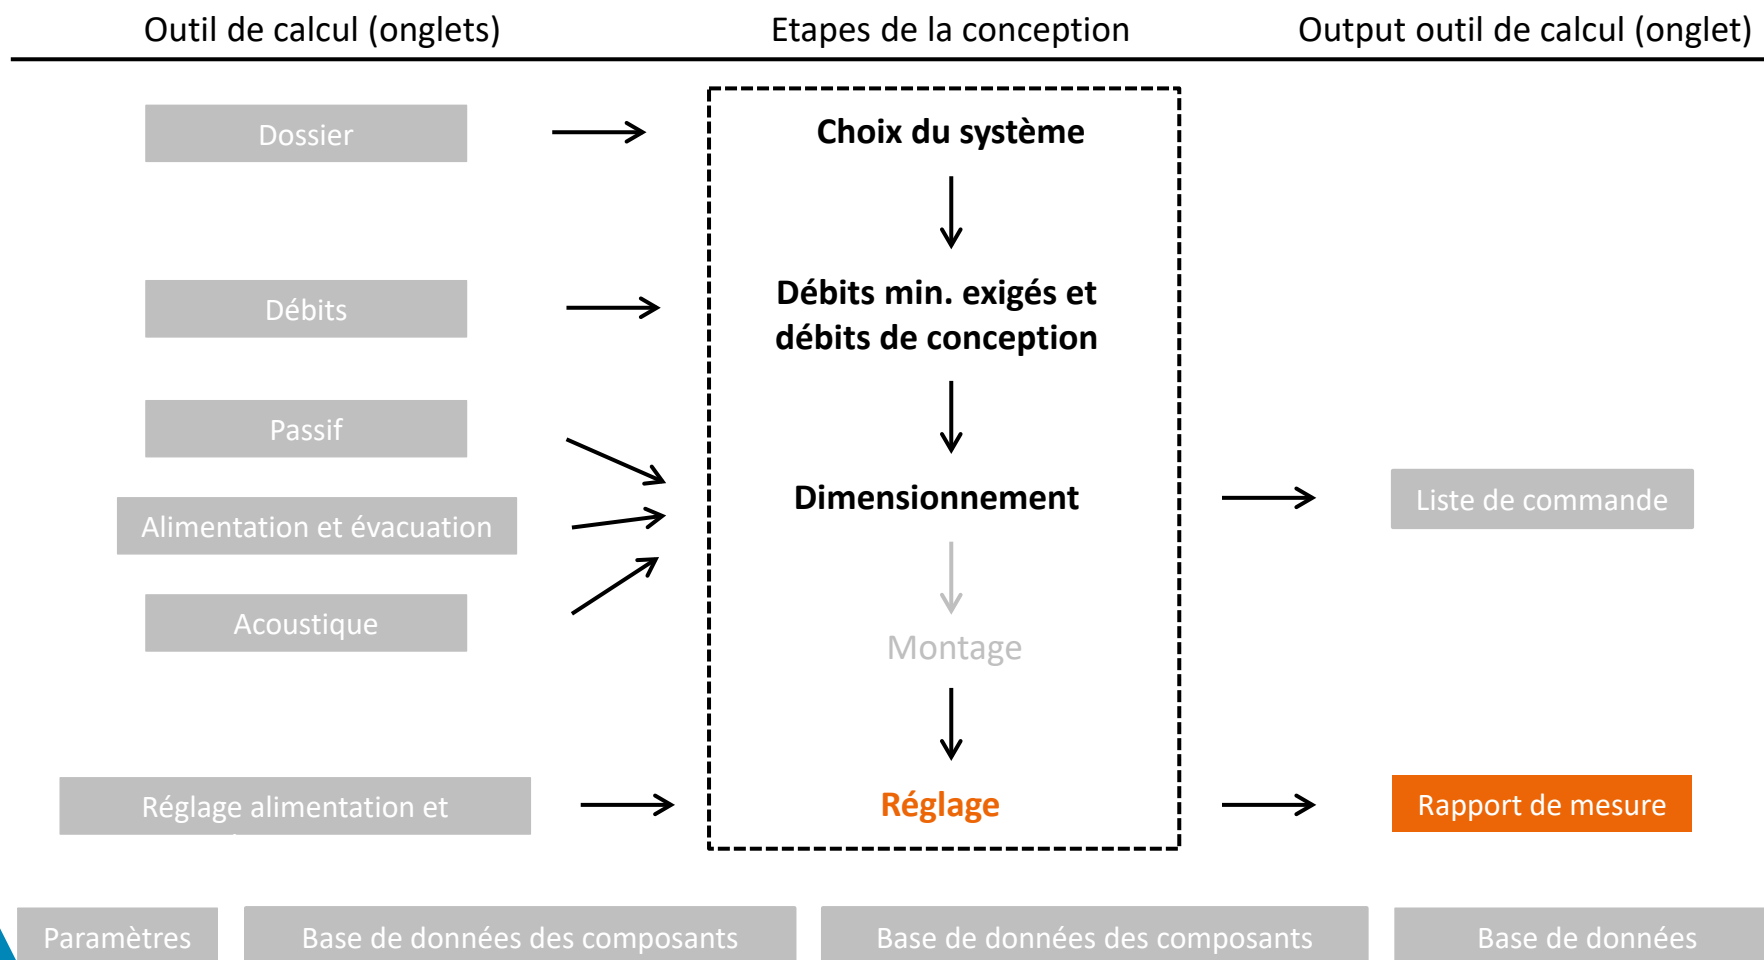 Outil de calcul (onglets)
Etapes de la conception
Output outil de calcul (onglet)
Dossier
Choix du système
Débits
Débits min. exigés et
débits de conception
Passif
Alimentation et évacuation
Dimensionnement
Liste de commande
Acoustique
Montage
Réglage alimentation et
Réglage
Rapport de mesure
Paramètres
Base de données des composants
Base de données des composants
Base de données